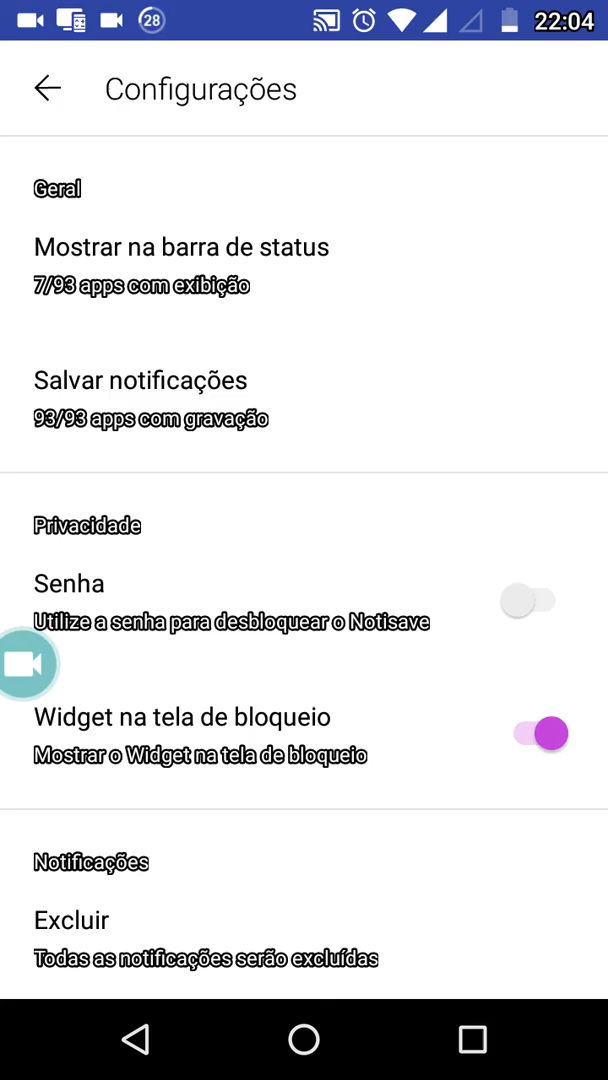 28
22:04
Configurações
Geral
Mostrar na barra de status
7/93 apps com exibição
Salvar notificações
93/93 apps com gravação
Privacidade
Senha
Utilize a senha para desbloquear o Notisave
Widget na tela de bloqueio
Mostrar o Widget na tela de bloqueio
Notificações
Excluir
Todas as notificações serão excluídas